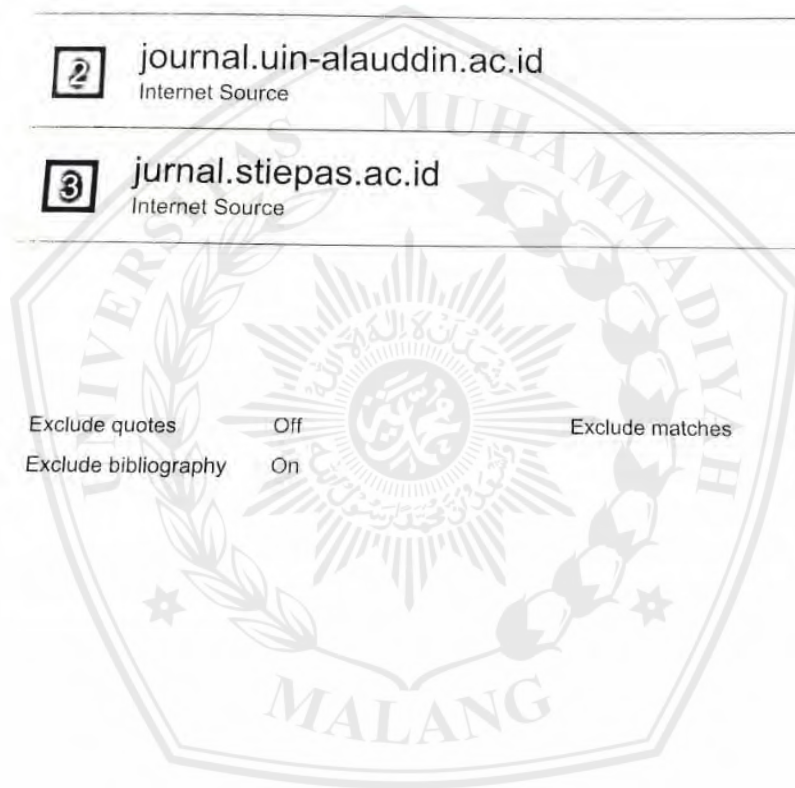 2 journal.uin-alauddin.ac.id
Internet Source
3 jurnal.stiepas.ac.id
Internet Source
Exclude quotes Off Exclude matches
Exclude bibliography On
UNIVERSITAS MUHAMMADIYAH
MALANG